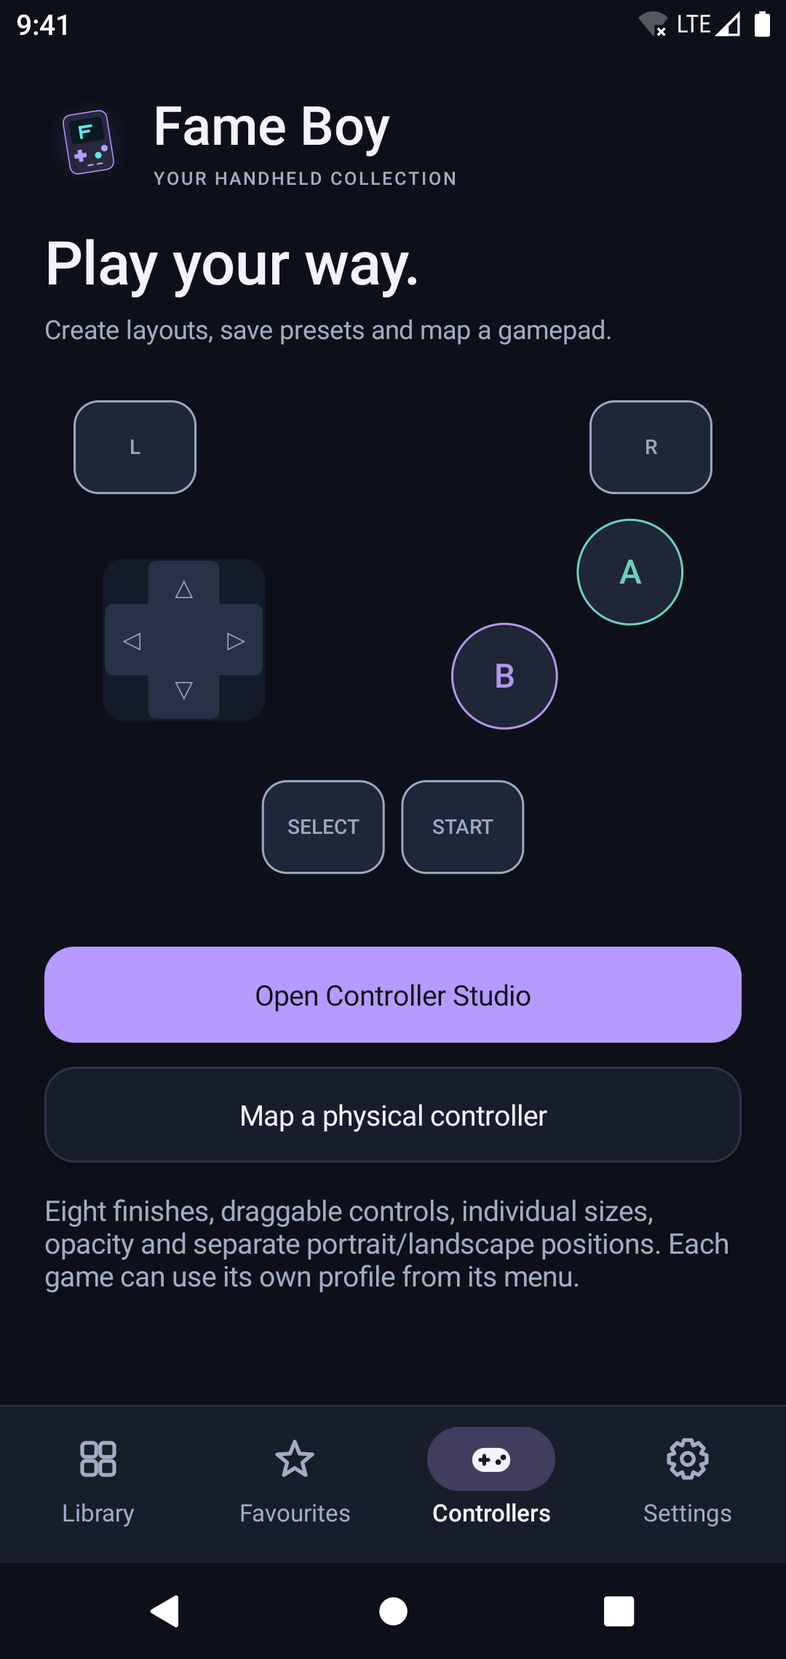 9:41
LTE
F
Fame Boy
YOUR HANDHELD COLLECTION
Play your way.
Create layouts, save presets and map a gamepad.
L
R
A
B
SELECT
START
Open Controller Studio
Map a physical controller
Eight finishes, draggable controls, individual sizes,
opacity and separate portrait/landscape positions. Each
game can use its own profile from its menu.
Library
Favourites
Controllers
Settings